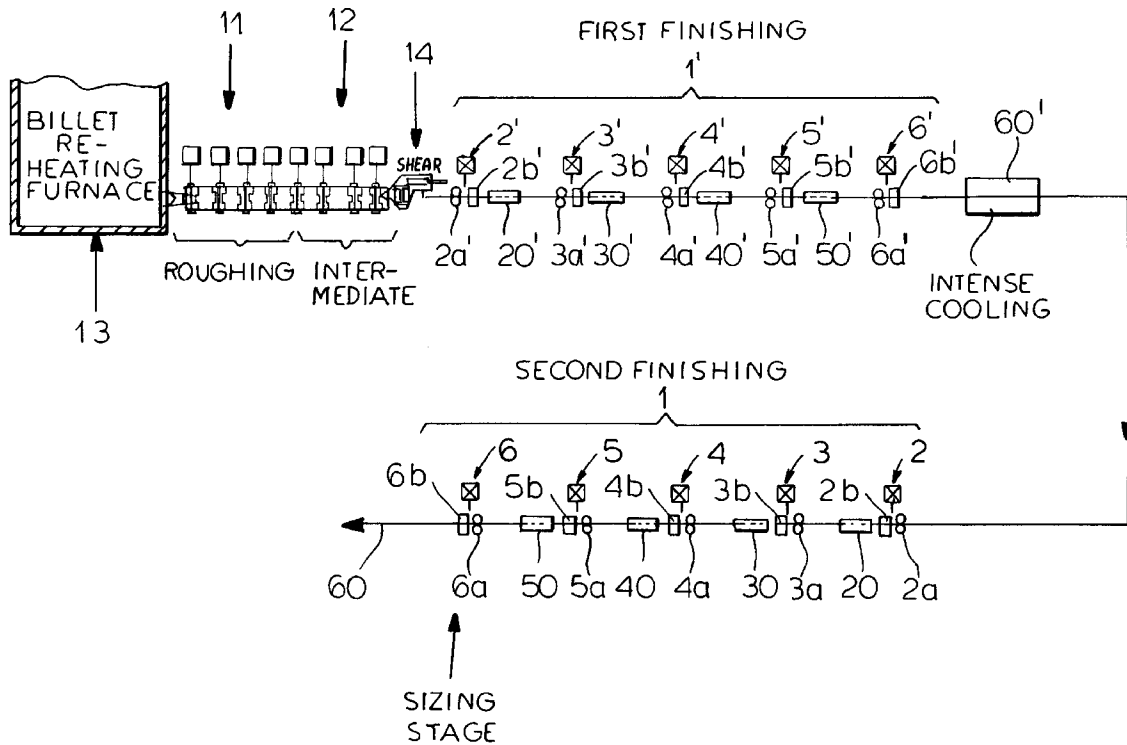 11
12
14
FIRST FINISHING
1'
60'
BILLET
RE-
HEATING
FURNACE
SHEAR
2' 3' 4' 5' 6'
2b' 3b' 4b' 5b' 6b'
2a' 20' 3a' 30' 4a' 40' 5a' 50' 6a'
ROUGHING
INTER-
MEDIATE
INTENSE
COOLING
13
SECOND FINISHING
1
6 5 4 3 2
6b 5b 4b 3b 2b
60 6a 50 5a 40 4a 30 3a 20 2a
SIZING
STAGE